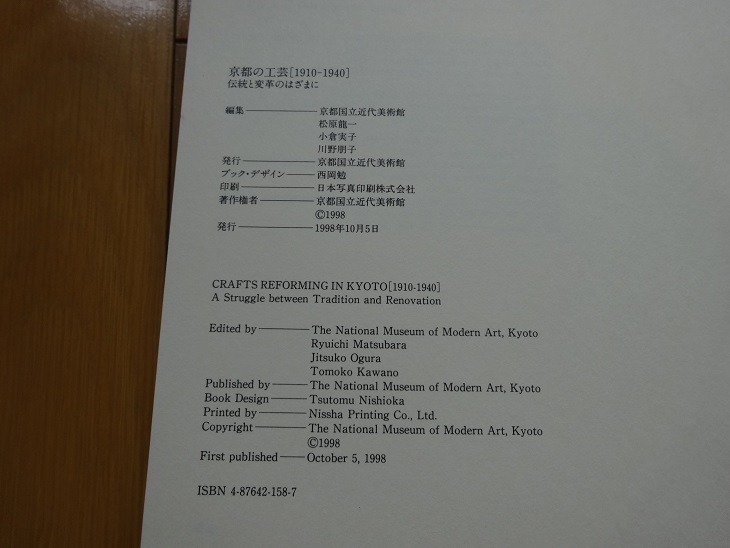 京都の工芸[1910-1940]
伝統と変革のはざまに
編集 京都国立近代美術館
松原龍一
小倉実子
川野朋子
発行 京都国立近代美術館
ブック・デザイン 西岡勉
印刷 日本写真印刷株式会社
著作権者 京都国立近代美術館
©1998
発行 1998年10月5日
CRAFTS REFORMING IN KYOTO[1910-1940]
A Struggle between Tradition and Renovation
Edited by The National Museum of Modern Art, Kyoto
Ryuichi Matsubara
Jitsuko Ogura
Tomoko Kawano
Published by The National Museum of Modern Art, Kyoto
Book Design Tsutomu Nishioka
Printed by Nissha Printing Co., Ltd.
Copyright The National Museum of Modern Art, Kyoto
©1998
First published October 5, 1998
ISBN 4-87642-158-7